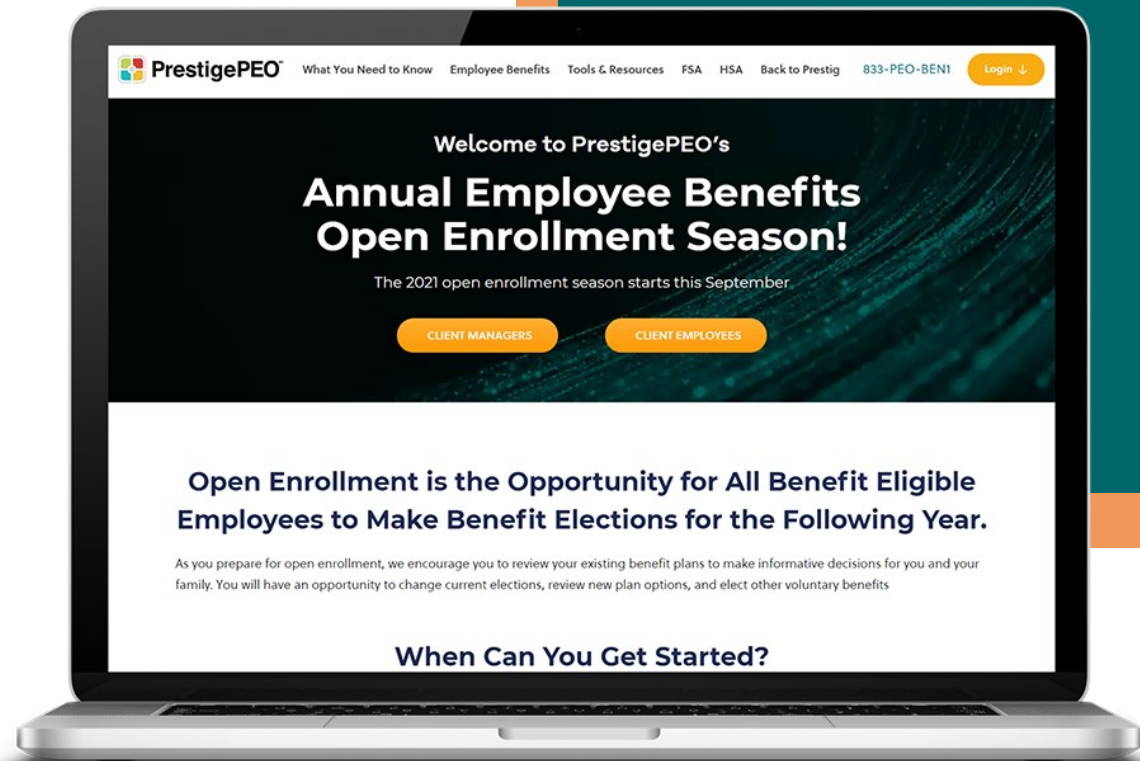 PrestigePEO™ What You Need to Know Employee Benefits Tools & Resources FSA HSA Back to Prestig 833-PEO-BEN1 Login ↓
Welcome to PrestigePEO's
Annual Employee Benefits
Open Enrollment Season!
The 2021 open enrollment season starts this September
CLIENT MANAGERS CLIENT EMPLOYEES
Open Enrollment is the Opportunity for All Benefit Eligible
Employees to Make Benefit Elections for the Following Year.
As you prepare for open enrollment, we encourage you to review your existing benefit plans to make informative decisions for you and your
family. You will have an opportunity to change current elections, review new plan options, and elect other voluntary benefits
When Can You Get Started?